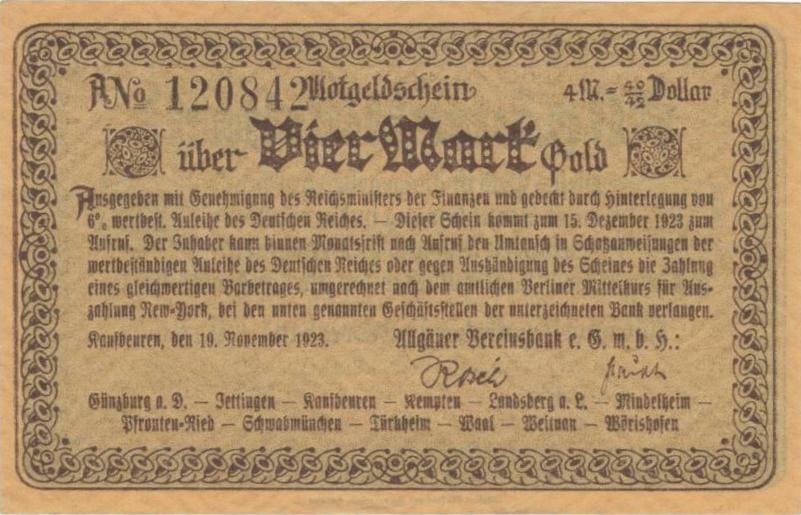 A No 120842 Notgeldschein 4 M. = 40/42 Dollar
über Vier Mark Gold
Ausgegeben mit Genehmigung des Reichsministers der Finanzen und gedeckt durch Hinterlegung von
6% wertbest. Anleihe des Deutschen Reiches. — Dieser Schein kommt zum 15. Dezember 1923 zum
Aufruf. Der Inhaber kann binnen Monatsfrist nach Aufruf den Umtausch in Schatzanweisungen der
wertbeständigen Anleihe des Deutschen Reiches oder gegen Aushändigung des Scheines die Zahlung
eines gleichwertigen Barbetrages, umgerechnet nach dem amtlichen Berliner Mittelkurs für Aus-
zahlung New-York, bei den unten genannten Geschäftsstellen der unterzeichneten Bank verlangen.
Kaufbeuren, den 19. November 1923. Allgäuer Vereinsbank e. G. m. b. H.:
Günzburg a. D. — Jettingen — Kaufbeuren — Kempten — Landsberg a. L. — Mindelheim —
Pfronten-Ried — Schwabmünchen — Türkheim — Waal — Weilnau — Wörishofen